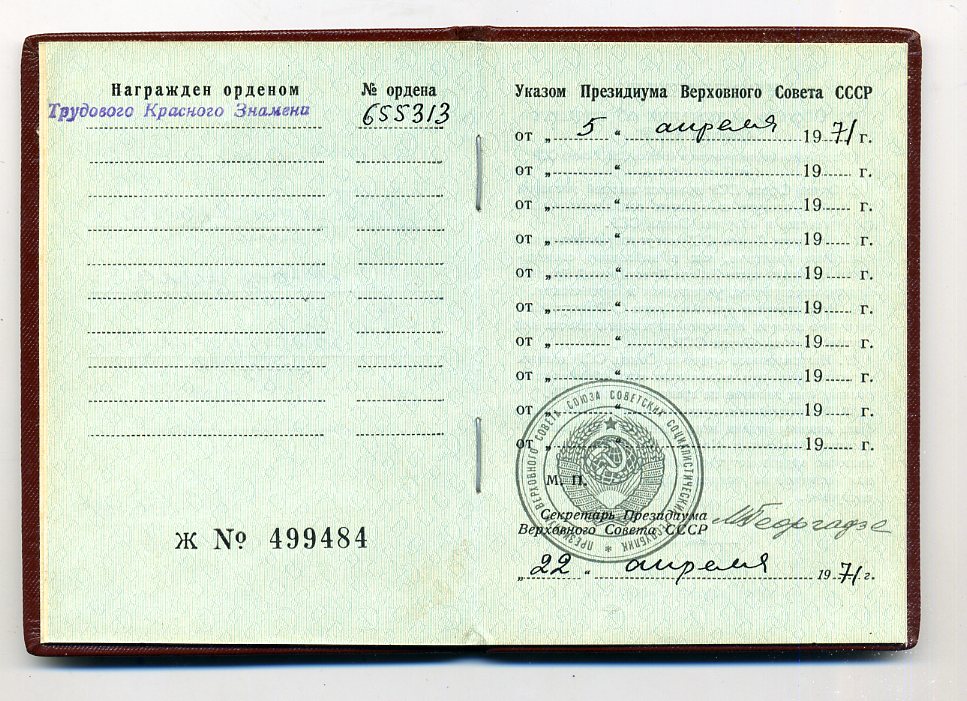 Награжден орденом
Трудового Красного Знамени
№ ордена
655313
Ж № 499484
Указом Президиума Верховного Совета СССР
от „ 5 “ апреля 1971 г.
от „ “ 19 г.
от „ “ 19 г.
от „ “ 19 г.
от „ “ 19 г.
от „ “ 19 г.
от „ “ 19 г.
от „ “ 19 г.
от „ “ 19 г.
от „ “ 19 г.
ПРЕЗИДИУМ ВЕРХОВНОГО СОВЕТА СОЮЗА СОВЕТСКИХ СОЦИАЛИСТИЧЕСКИХ РЕСПУБЛИК
М. П.
Секретарь Президиума
Верховного Совета СССР
МГеоргадзе
„ 22 “ апреля 1971 г.